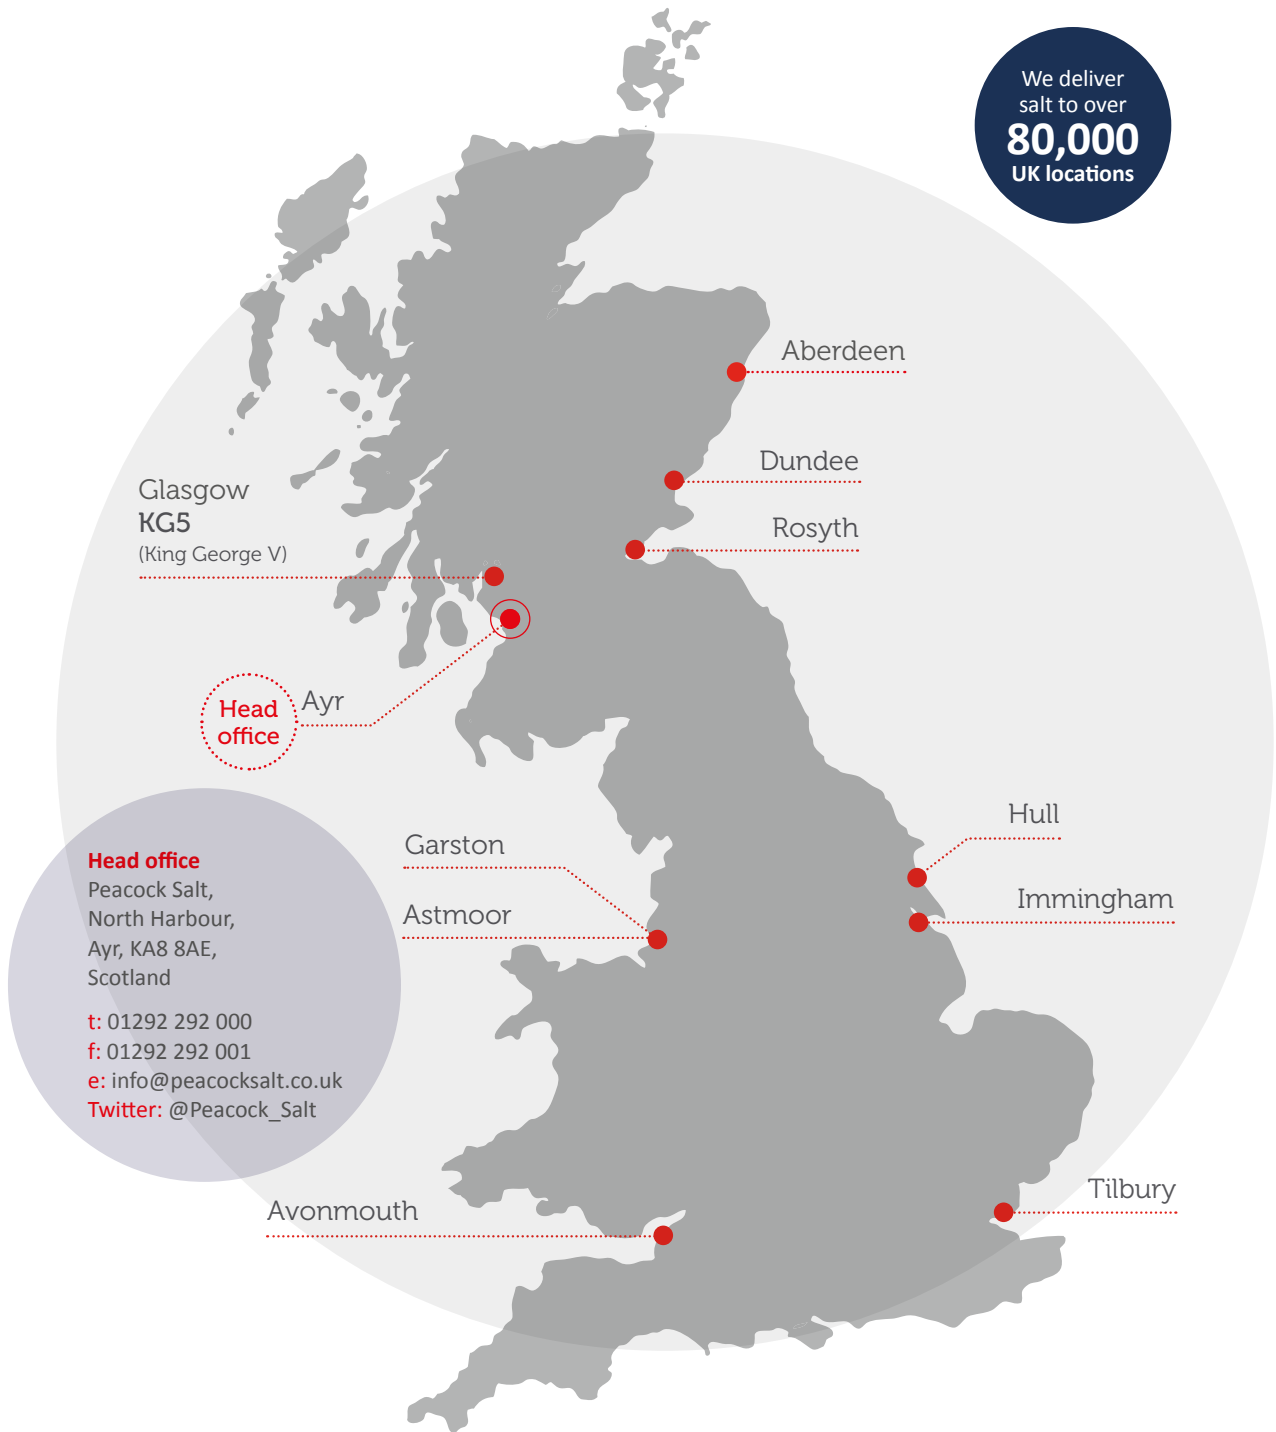 We deliver
salt to over
80,000
UK locations
Aberdeen
Dundee
Rosyth
Glasgow
KG5
(King George V)
Ayr
Head
office
Hull
Garston
Astmoor
Immingham
Head office
Peacock Salt,
North Harbour,
Ayr, KA8 8AE,
Scotland
t: 01292 292 000
f: 01292 292 001
e: info@peacocksalt.co.uk
Twitter: @Peacock_Salt
Avonmouth
Tilbury